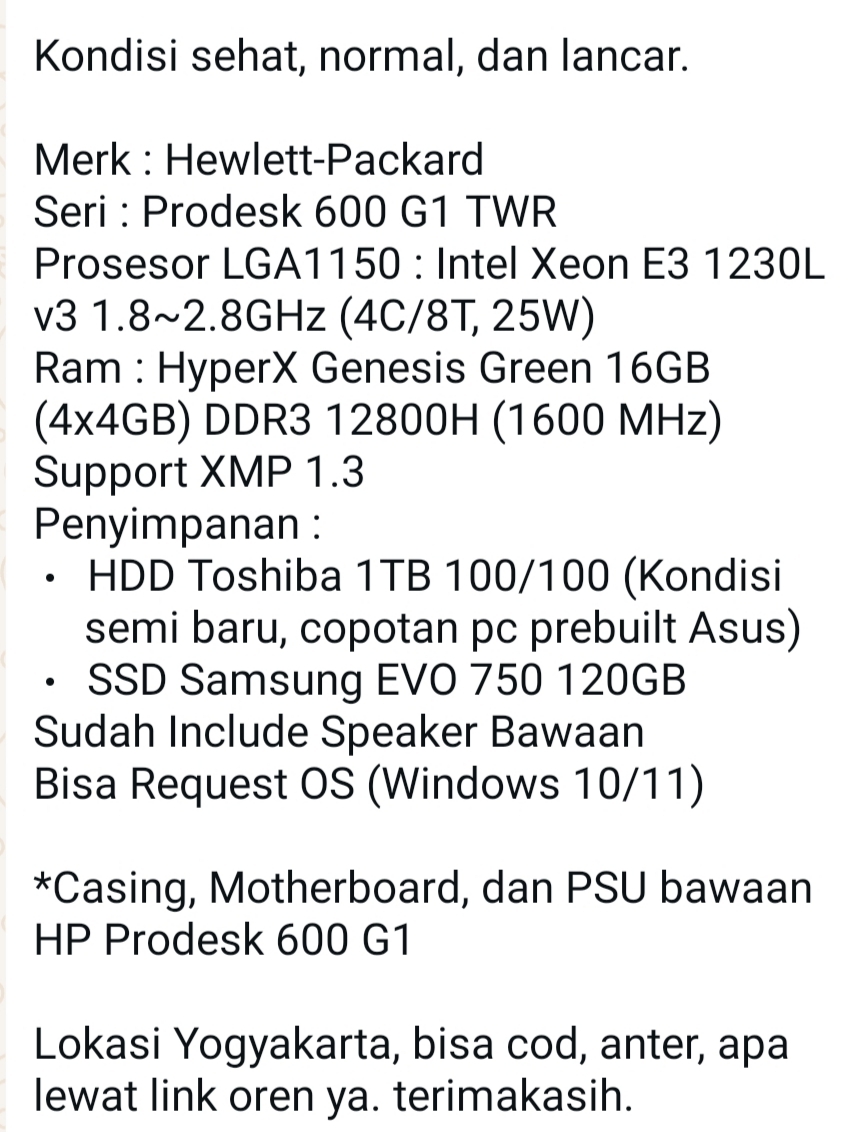 Kondisi sehat, normal, dan lancar.
Merk : Hewlett-Packard
Seri : Prodesk 600 G1 TWR
Prosesor LGA1150 : Intel Xeon E3 1230L
v3 1.8~2.8GHz (4C/8T, 25W)
Ram : HyperX Genesis Green 16GB
(4x4GB) DDR3 12800H (1600 MHz)
Support XMP 1.3
Penyimpanan :
• HDD Toshiba 1TB 100/100 (Kondisi
semi baru, copotan pc prebuilt Asus)
• SSD Samsung EVO 750 120GB
Sudah Include Speaker Bawaan
Bisa Request OS (Windows 10/11)
*Casing, Motherboard, dan PSU bawaan
HP Prodesk 600 G1
Lokasi Yogyakarta, bisa cod, anter, apa
lewat link oren ya. terimakasih.